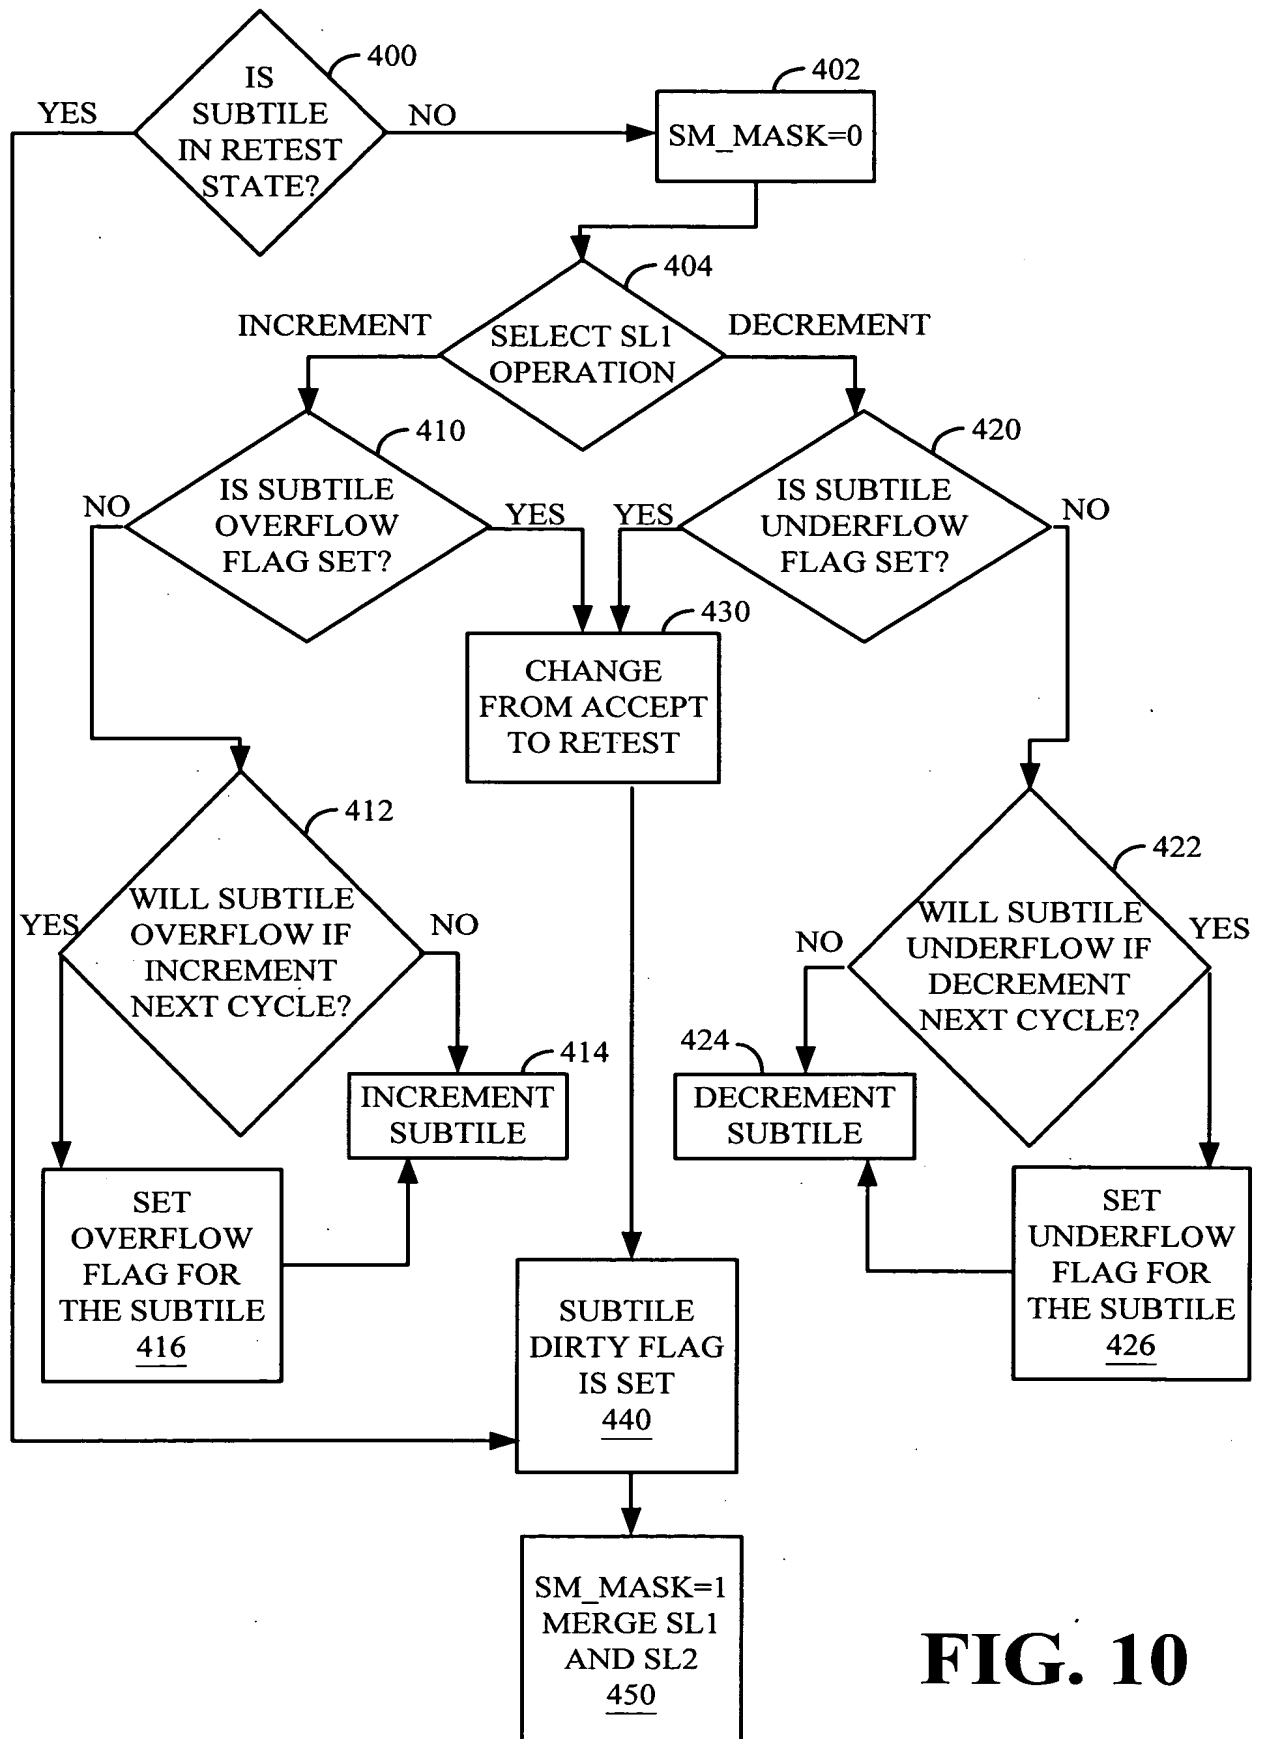 400
IS
SUBTILE
IN RETEST
STATE?
YES
NO
402
SM_MASK=0
404
SELECT SL1
OPERATION
INCREMENT
DECREMENT
410
IS SUBTILE
OVERFLOW
FLAG SET?
NO
YES
420
IS SUBTILE
UNDERFLOW
FLAG SET?
YES
NO
430
CHANGE
FROM ACCEPT
TO RETEST
412
WILL SUBTILE
OVERFLOW IF
INCREMENT
NEXT CYCLE?
YES
NO
422
WILL SUBTILE
UNDERFLOW IF
DECREMENT
NEXT CYCLE?
NO
YES
414
INCREMENT
SUBTILE
424
DECREMENT
SUBTILE
SET
OVERFLOW
FLAG FOR
THE SUBTILE
416
SET
UNDERFLOW
FLAG FOR
THE SUBTILE
426
SUBTILE
DIRTY FLAG
IS SET
440
SM_MASK=1
MERGE SL1
AND SL2
450
FIG. 10